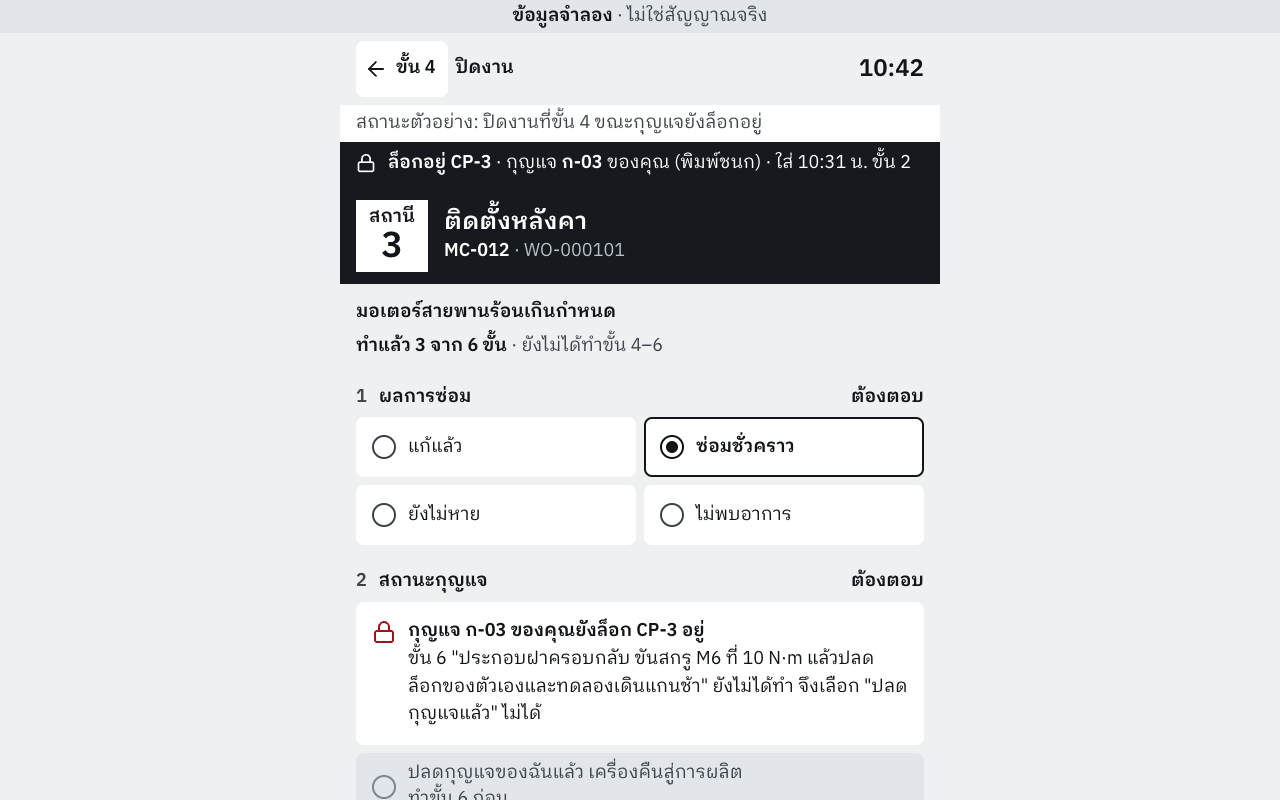 ข้อมูลจำลอง · ไม่ใช่สัญญาณจริง
← ขั้น 4 ปิดงาน 10:42
สถานะตัวอย่าง: ปิดงานที่ขั้น 4 ขณะกุญแจยังล็อกอยู่
ล็อกอยู่ CP-3 · กุญแจ ก-03 ของคุณ (พิมพ์ชนก) · ใส่ 10:31 น. ขั้น 2
สถานี
3
ติดตั้งหลังคา
MC-012 · WO-000101
มอเตอร์สายพานร้อนเกินกำหนด
ทำแล้ว 3 จาก 6 ขั้น · ยังไม่ได้ทำขั้น 4–6
1 ผลการซ่อม ต้องตอบ
แก้แล้ว
ซ่อมชั่วคราว
ยังไม่หาย
ไม่พบอาการ
2 สถานะกุญแจ ต้องตอบ
กุญแจ ก-03 ของคุณยังล็อก CP-3 อยู่
ขั้น 6 "ประกอบฝาครอบกลับ ขันสกรู M6 ที่ 10 N·m แล้วปลด
ล็อกของตัวเองและทดลองเดินแกนช้า" ยังไม่ได้ทำ จึงเลือก "ปลด
กุญแจแล้ว" ไม่ได้
ปลดกุญแจของฉันแล้ว เครื่องคืนสู่การผลิต
ทำขั้น 6 ก่อน